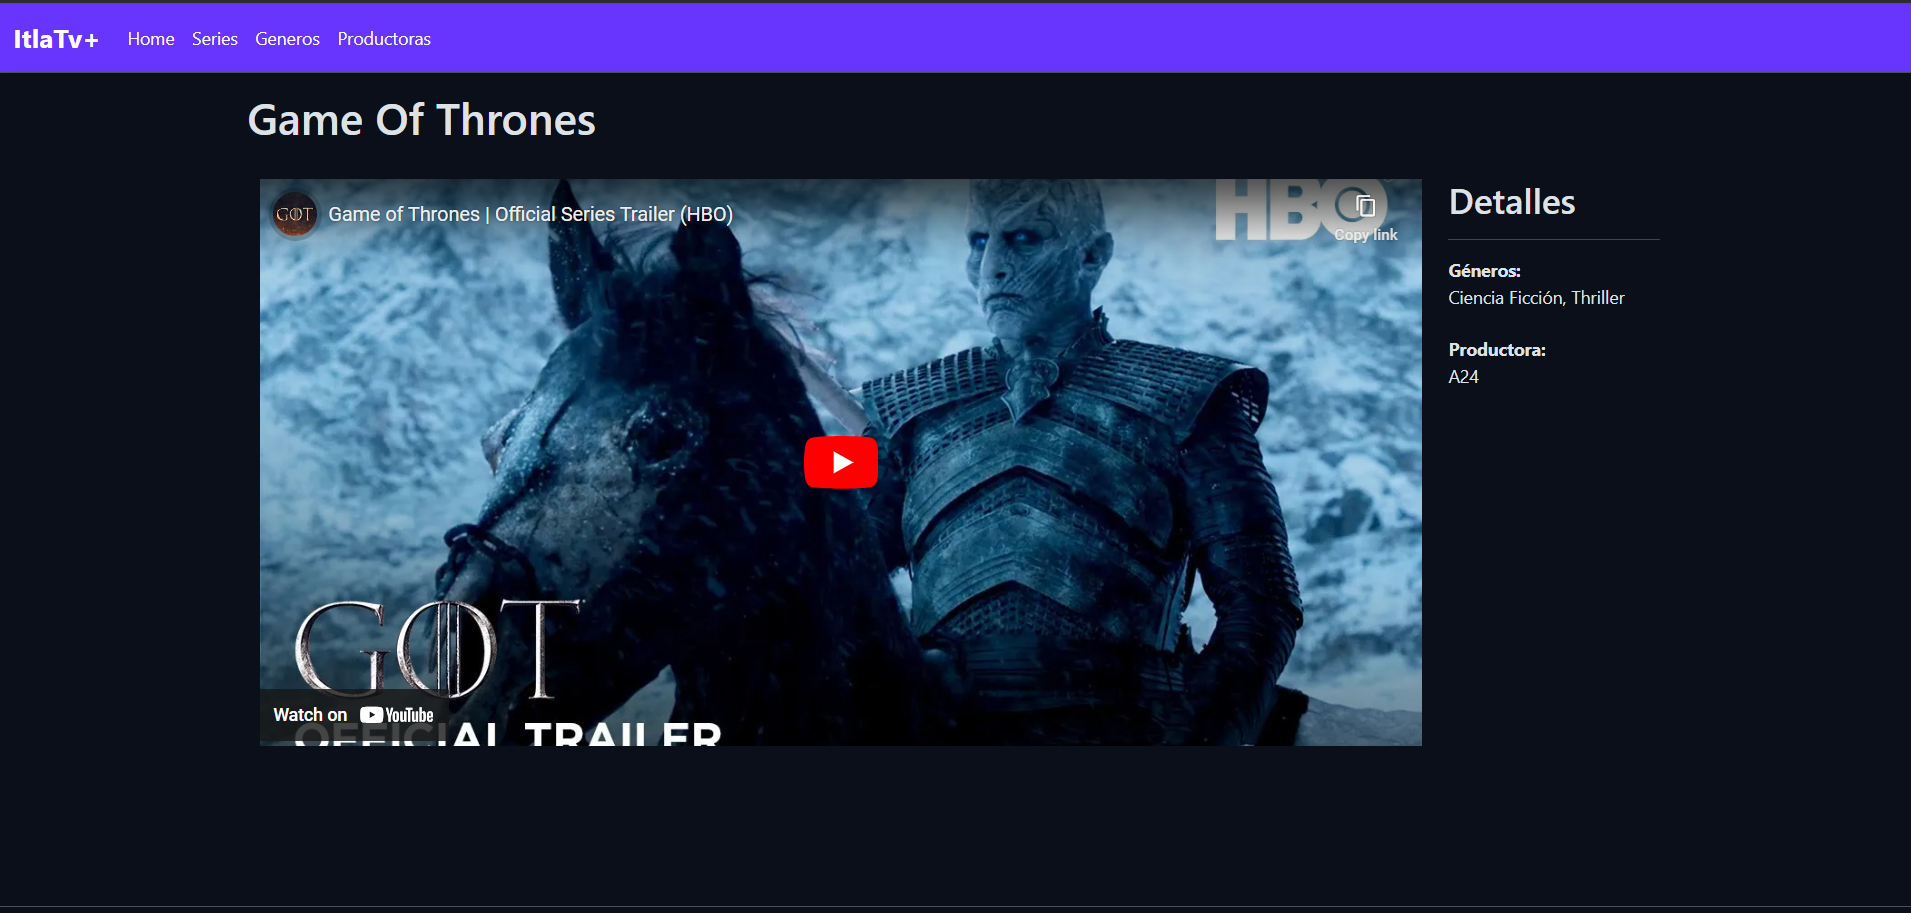 ItlaTv+ Home Series Generos Productoras
Game Of Thrones
GOT Game of Thrones | Official Series Trailer (HBO)
HBO
Copy link
Detalles
Géneros:
Ciencia Ficción, Thriller
Productora:
A24
GOT
Watch on YouTube
OFFICIAL TRAILER